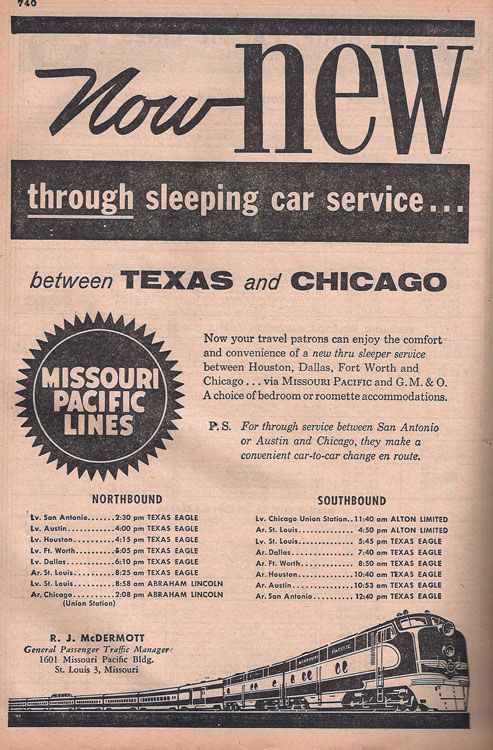 740
Now new
through sleeping car service...
between TEXAS and CHICAGO
MISSOURI
PACIFIC
LINES
Now your travel patrons can enjoy the comfort
and convenience of a new thru sleeper service
between Houston, Dallas, Fort Worth and
Chicago . . . via MISSOURI PACIFIC and G. M. & O.
A choice of bedroom or roomette accommodations.
P. S. For through service between San Antonio
or Austin and Chicago, they make a
convenient car-to-car change en route.
NORTHBOUND
Lv. San Antonio.......2:30 pm TEXAS EAGLE
Lv. Austin............4:00 pm TEXAS EAGLE
Lv. Houston...........4:15 pm TEXAS EAGLE
Lv. Ft. Worth.........6:05 pm TEXAS EAGLE
Lv. Dallas............6:10 pm TEXAS EAGLE
Ar. St. Louis.........8:25 am TEXAS EAGLE
Lv. St. Louis.........8:58 am ABRAHAM LINCOLN
Ar. Chicago...........2:08 pm ABRAHAM LINCOLN
(Union Station)
SOUTHBOUND
Lv. Chicago Union Station..11:40 am ALTON LIMITED
Ar. St. Louis..............4:50 pm ALTON LIMITED
Lv. St. Louis..............5:45 pm TEXAS EAGLE
Ar. Dallas.................7:40 am TEXAS EAGLE
Ar. Ft. Worth..............8:50 am TEXAS EAGLE
Ar. Houston...............10:40 am TEXAS EAGLE
Ar. Austin................10:53 am TEXAS EAGLE
Ar. San Antonio...........12:40 pm TEXAS EAGLE
R. J. McDERMOTT
General Passenger Traffic Manager
1601 Missouri Pacific Bldg.
St. Louis 3, Missouri
MISSOURI PACIFIC